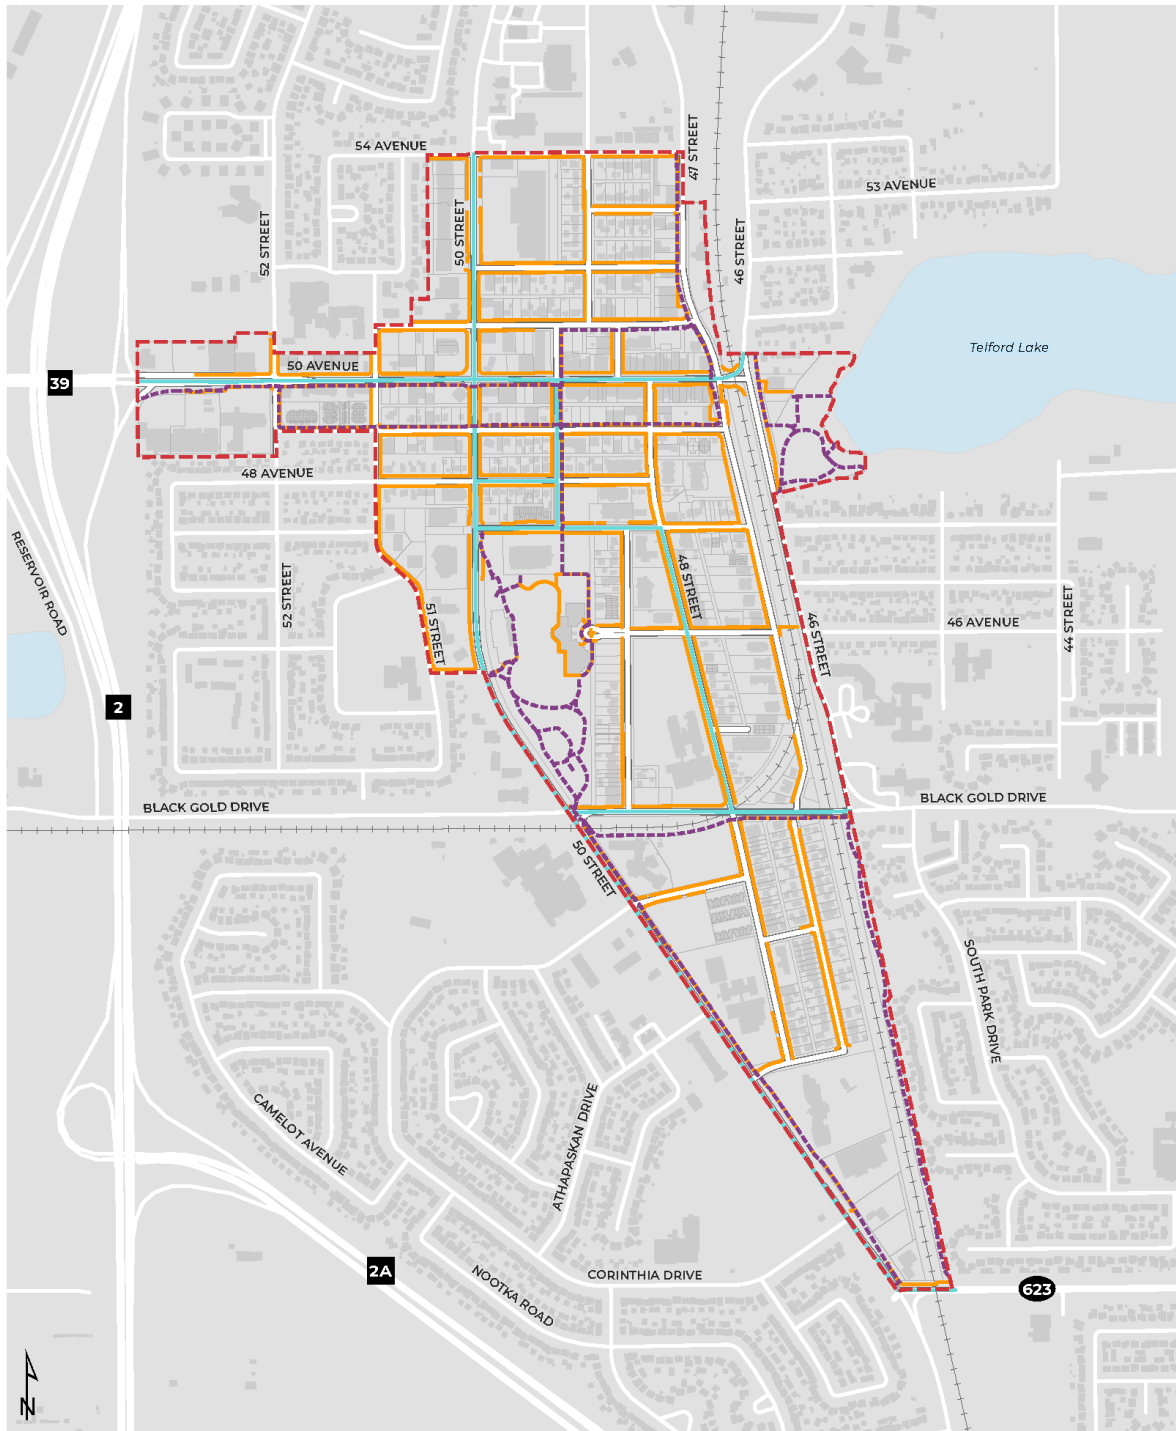 54 AVENUE
47 STREET
53 AVENUE
50 STREET
52 STREET
46 STREET
Telford Lake
50 AVENUE
39
48 AVENUE
RESERVOIR ROAD
52 STREET
51 STREET
48 STREET
46 STREET
46 AVENUE
44 STREET
2
BLACK GOLD DRIVE
BLACK GOLD DRIVE
50 STREET
SOUTH PARK DRIVE
CAMELOT AVENUE
ATHAPASKAN DRIVE
2A
NOOTKA ROAD
CORINTHIA DRIVE
623
N